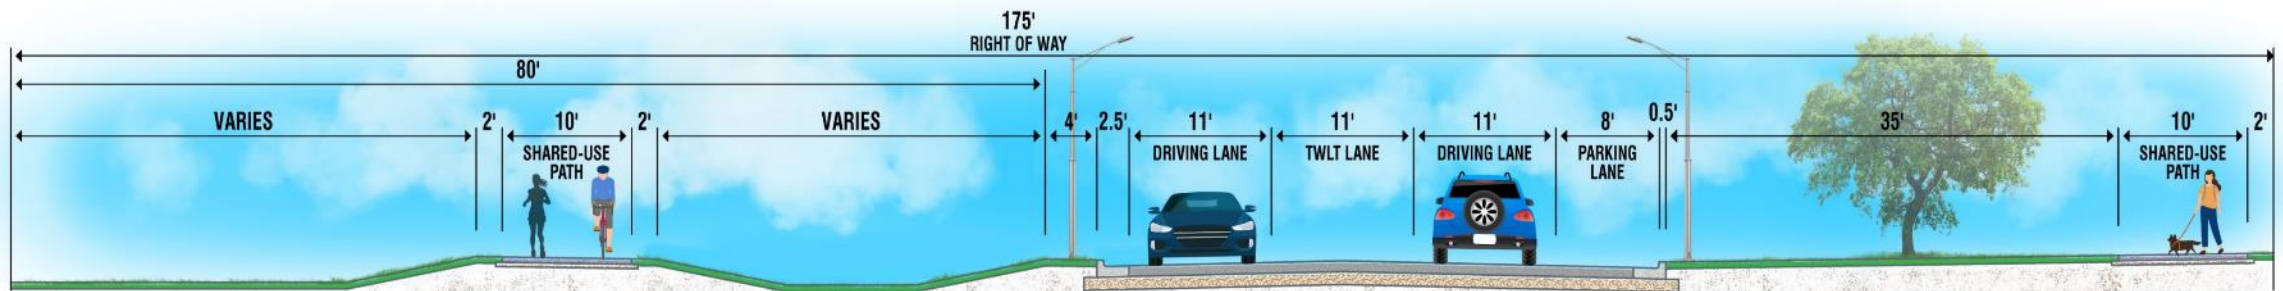 175'
RIGHT OF WAY
80'
VARIES
2'
10'
SHARED-USE
PATH
2'
VARIES
4'
2.5'
11'
DRIVING LANE
11'
TWLT LANE
11'
DRIVING LANE
8'
PARKING
LANE
0.5'
35'
10'
SHARED-USE
PATH
2'